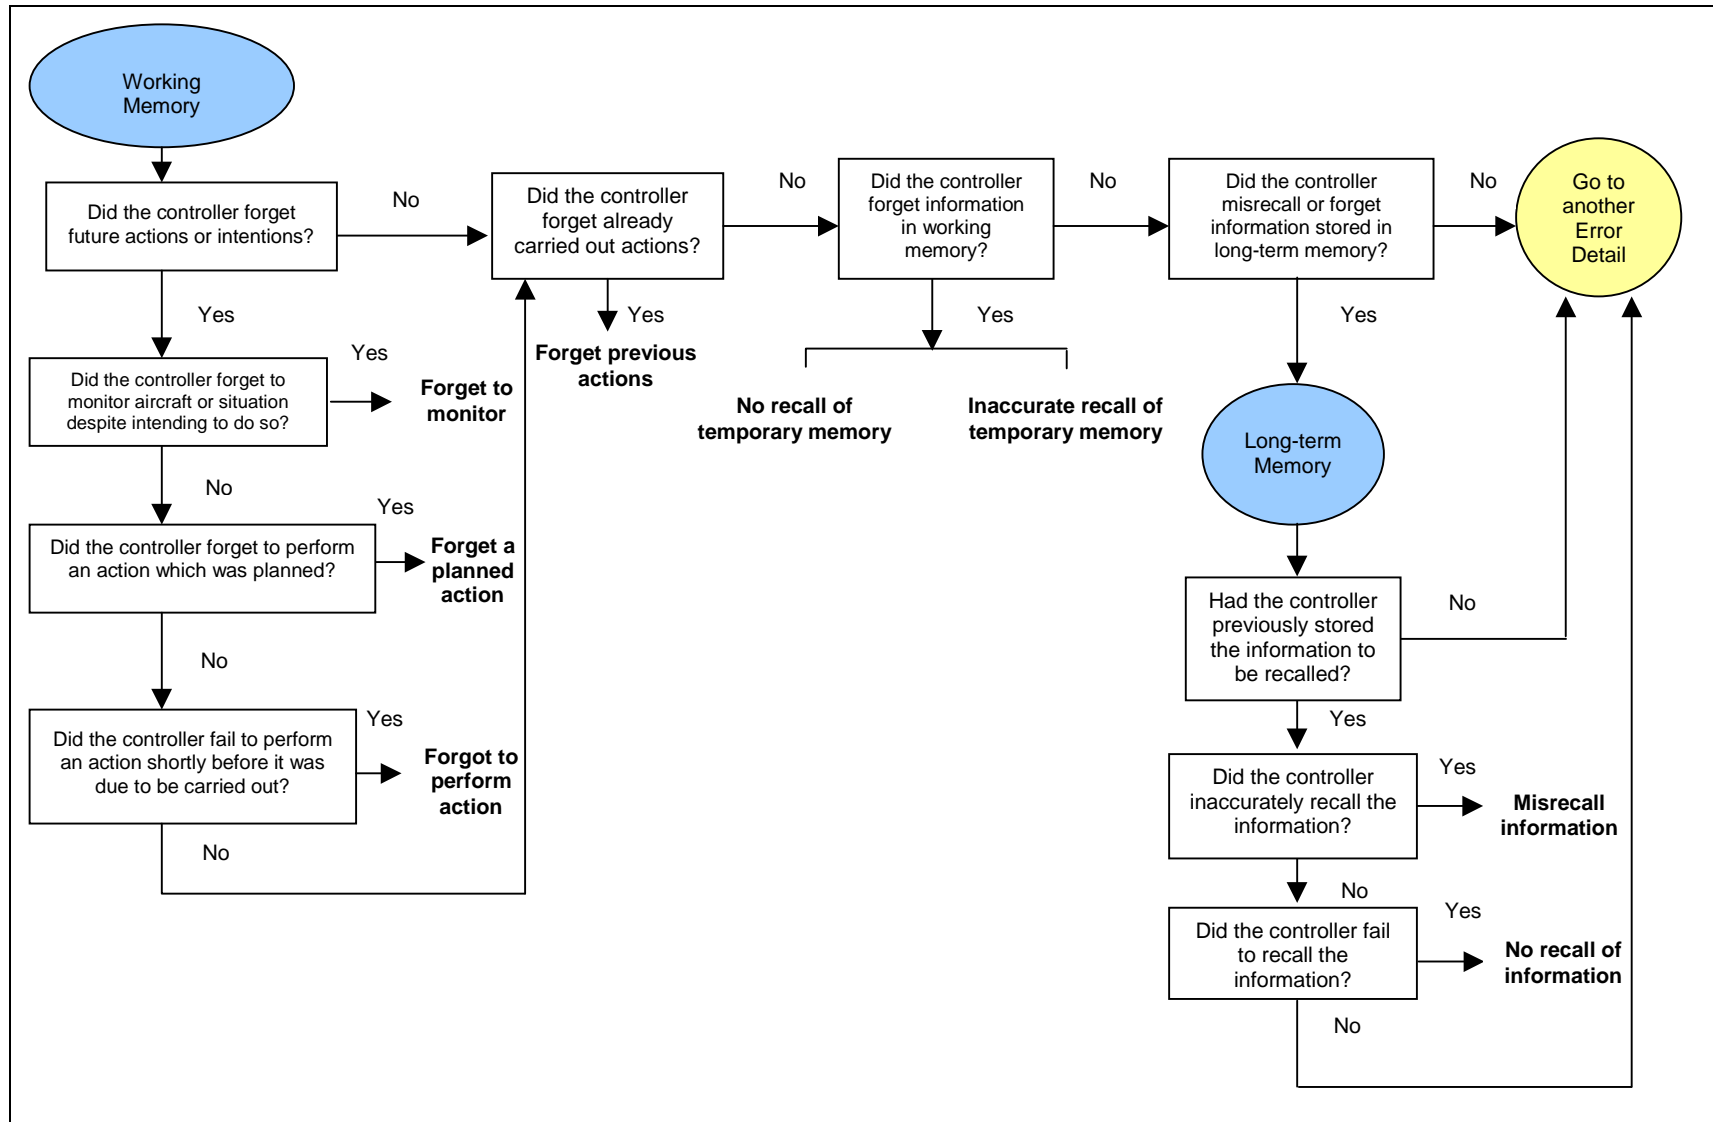 Working
Memory
Did the controller forget
future actions or intentions?
No
Did the controller
forget already
carried out actions?
No
Did the controller
forget information
in working
memory?
No
Did the controller
misrecall or forget
information stored in
long-term memory?
No
Go to
another
Error
Detail
Yes
Yes
Forget previous
actions
Yes
No recall of
temporary memory
Inaccurate recall of
temporary memory
Yes
Did the controller forget to
monitor aircraft or situation
despite intending to do so?
Yes
Forget to
monitor
No
Did the controller forget to perform
an action which was planned?
Yes
Forget a
planned
action
No
Did the controller fail to perform
an action shortly before it was
due to be carried out?
Yes
Forgot to
perform
action
No
Long-term
Memory
Had the controller
previously stored
the information to
be recalled?
No
Yes
Did the controller
inaccurately recall the
information?
Yes
Misrecall
information
No
Did the controller fail
to recall the
information?
Yes
No recall of
information
No